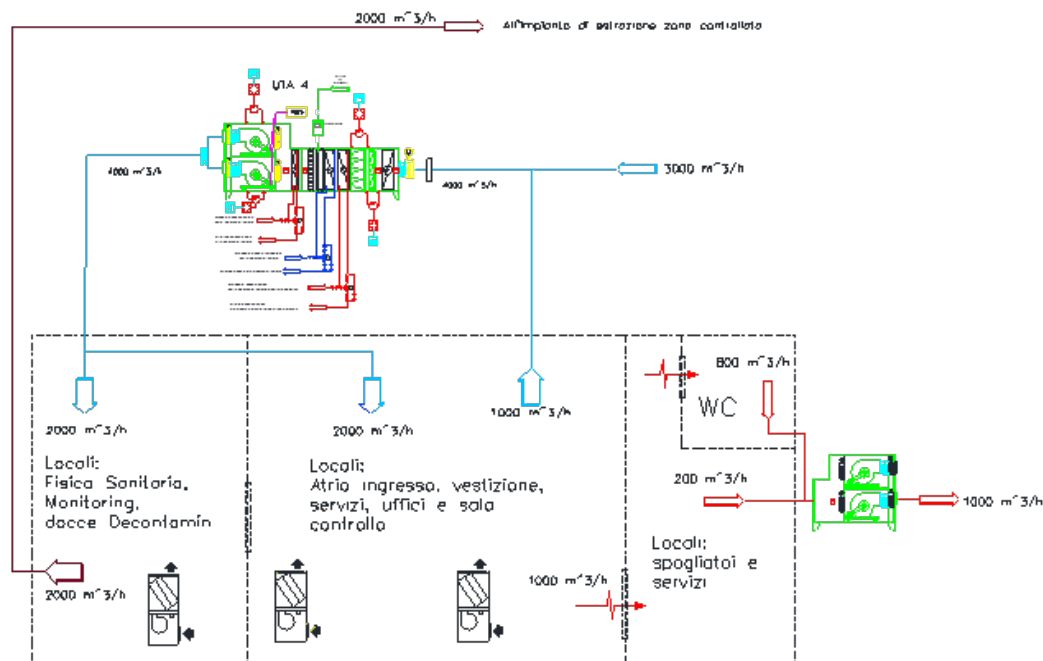 2000 m^3/h
All'impianto di estrazione zona controllata
UTA 4
4000 m^3/h
4000 m^3/h
3000 m^3/h
2000 m^3/h
2000 m^3/h
1000 m^3/h
800 m^3/h
WC
Locali:
Fisica Sanitaria,
Monitoring,
docce Decontamin
Locali:
Atrio ingresso, vestizione,
servizi, uffici e sala
controllo
200 m^3/h
1000 m^3/h
Locali:
spogliatoi e
servizi
2000 m^3/h
1000 m^3/h